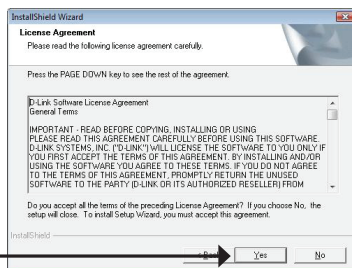 InstallShield Wizard
License Agreement
Please read the following license agreement carefully.
Press the PAGE DOWN key to see the rest of the agreement.
D-Link Software License Agreement
General Terms
IMPORTANT - READ BEFORE COPYING, INSTALLING OR USING
PLEASE READ THIS AGREEMENT CAREFULLY BEFORE USING THIS SOFTWARE.
D-LINK SYSTEMS, INC. ("D-LINK") WILL LICENSE THE SOFTWARE TO YOU ONLY IF
YOU FIRST ACCEPT THE TERMS OF THIS AGREEMENT. BY INSTALLING AND/OR
USING THE SOFTWARE YOU AGREE TO THESE TERMS. IF YOU DO NOT AGREE
TO THE TERMS OF THIS AGREEMENT, PROMPTLY RETURN THE UNUSED
SOFTWARE TO THE PARTY (D-LINK OR ITS AUTHORIZED RESELLER) FROM
Do you accept all the terms of the preceding License Agreement? If you choose No, the
setup will close. To install Setup Wizard, you must accept this agreement.
InstallShield
Yes
No